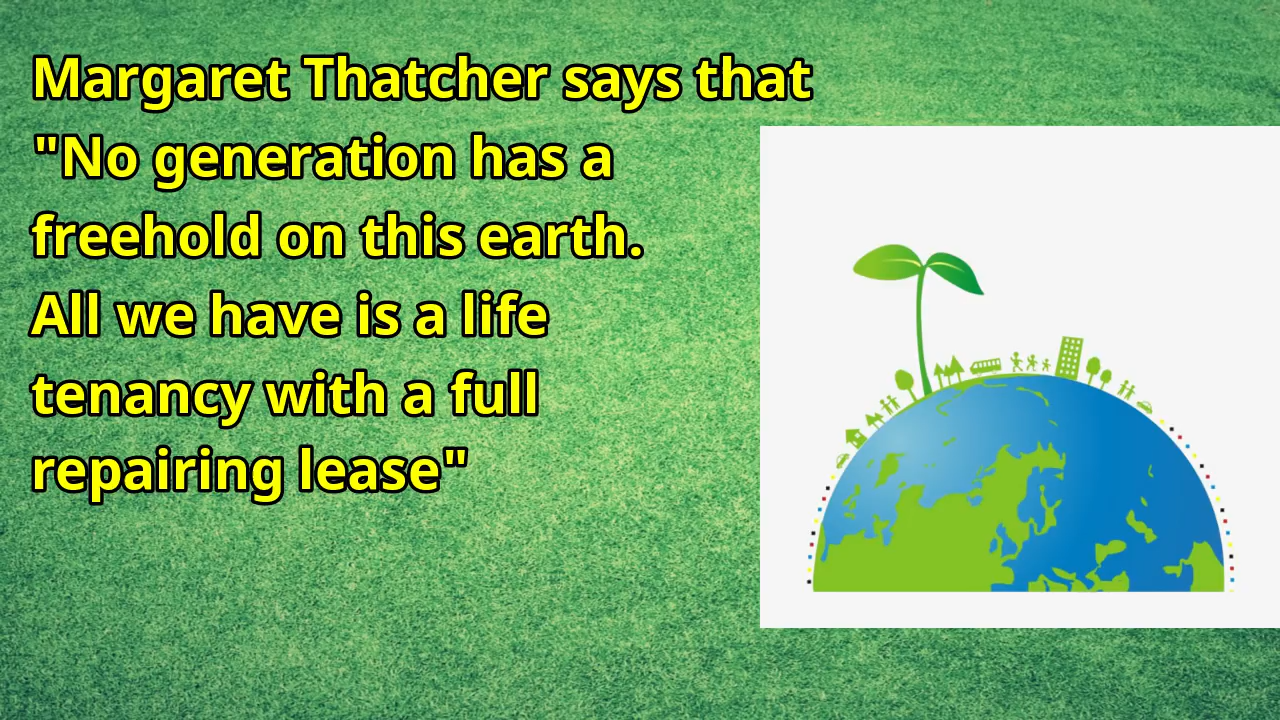 Margaret Thatcher says that
"No generation has a
freehold on this earth.
All we have is a life
tenancy with a full
repairing lease"